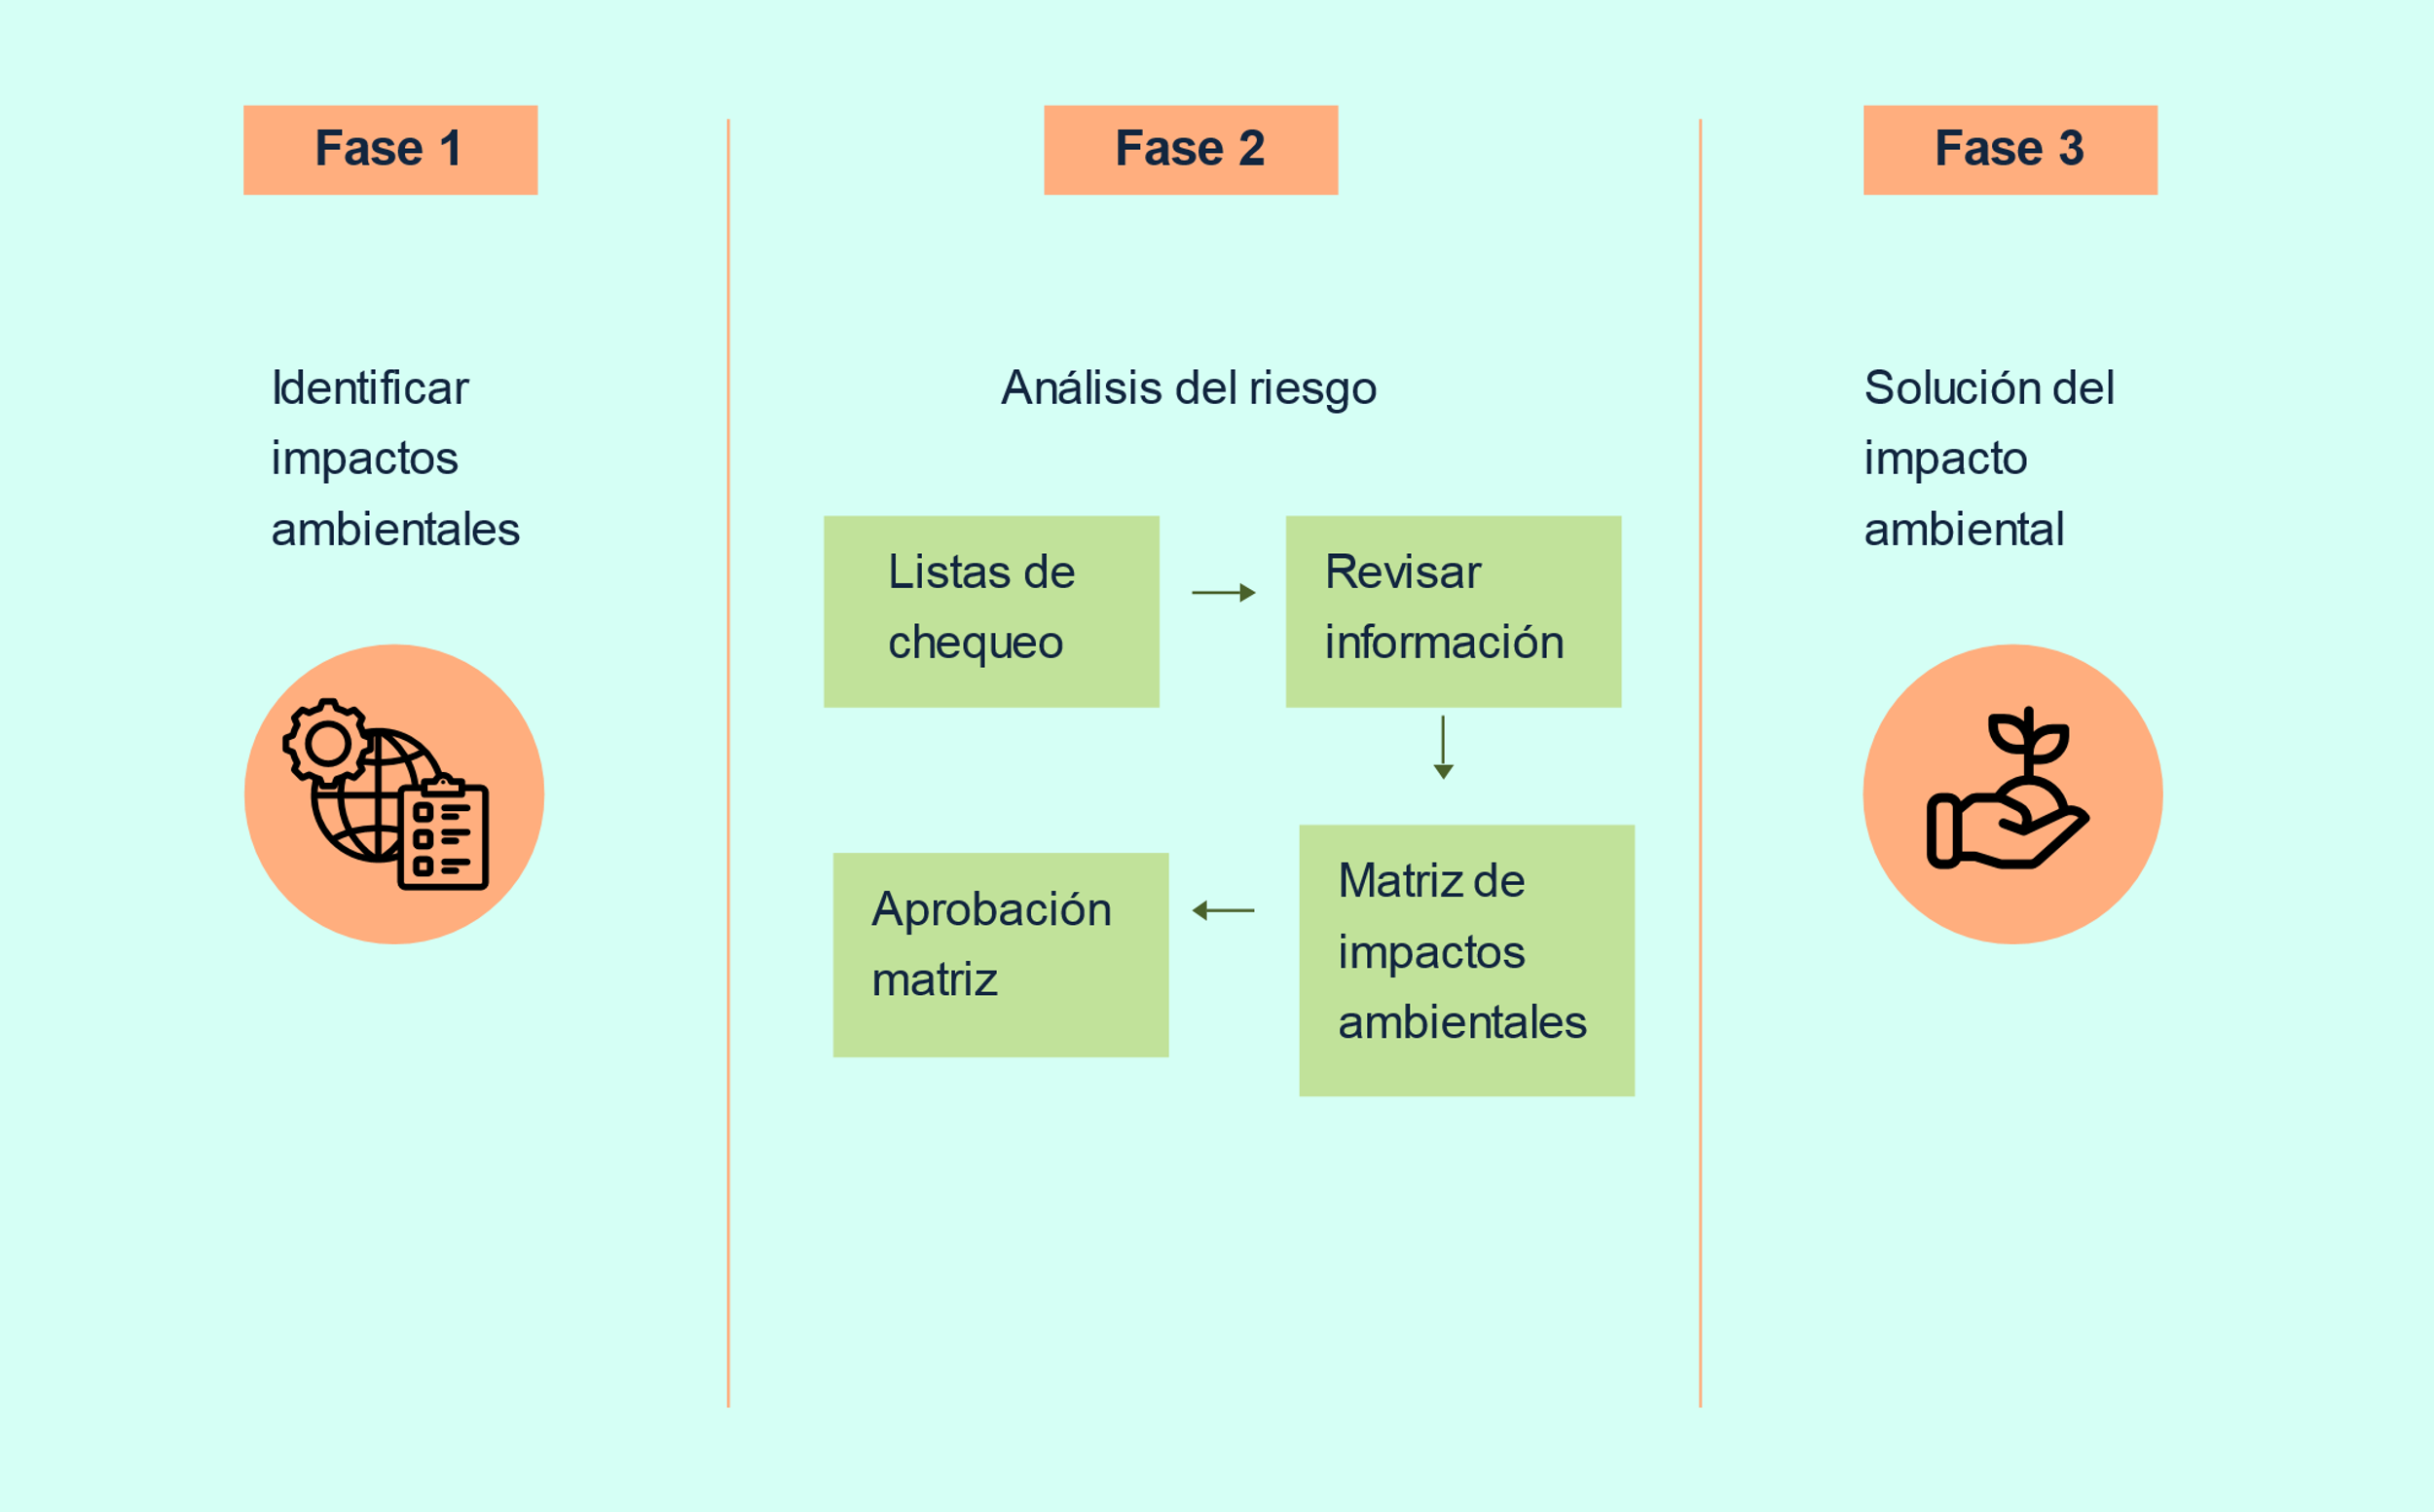 Fase 1
Identificar
impactos
ambientales
Fase 2
Análisis del riesgo
Listas de
chequeo
Revisar
información
Matriz de
impactos
ambientales
Aprobación
matriz
Fase 3
Solución del
impacto
ambiental